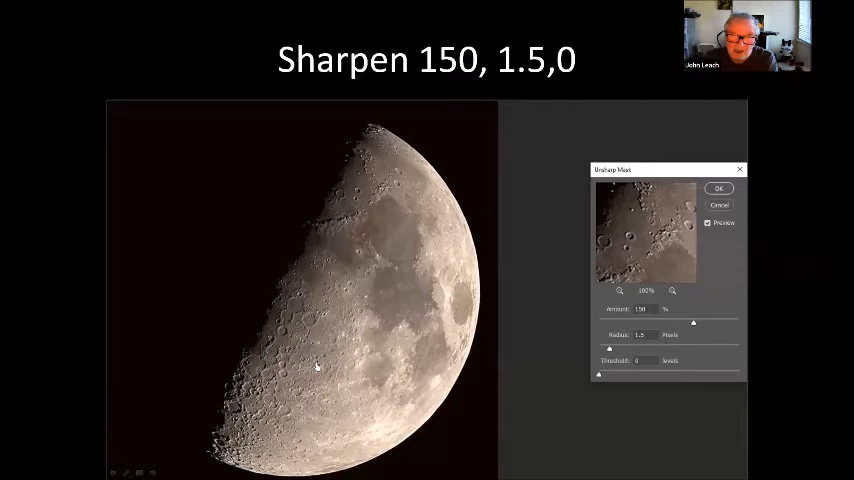 Sharpen 150, 1.5,0
John Leach
Unsharp Mask
OK
Cancel
Preview
100%
Amount: 150 %
Radius: 1.5 Pixels
Threshold: 0 levels